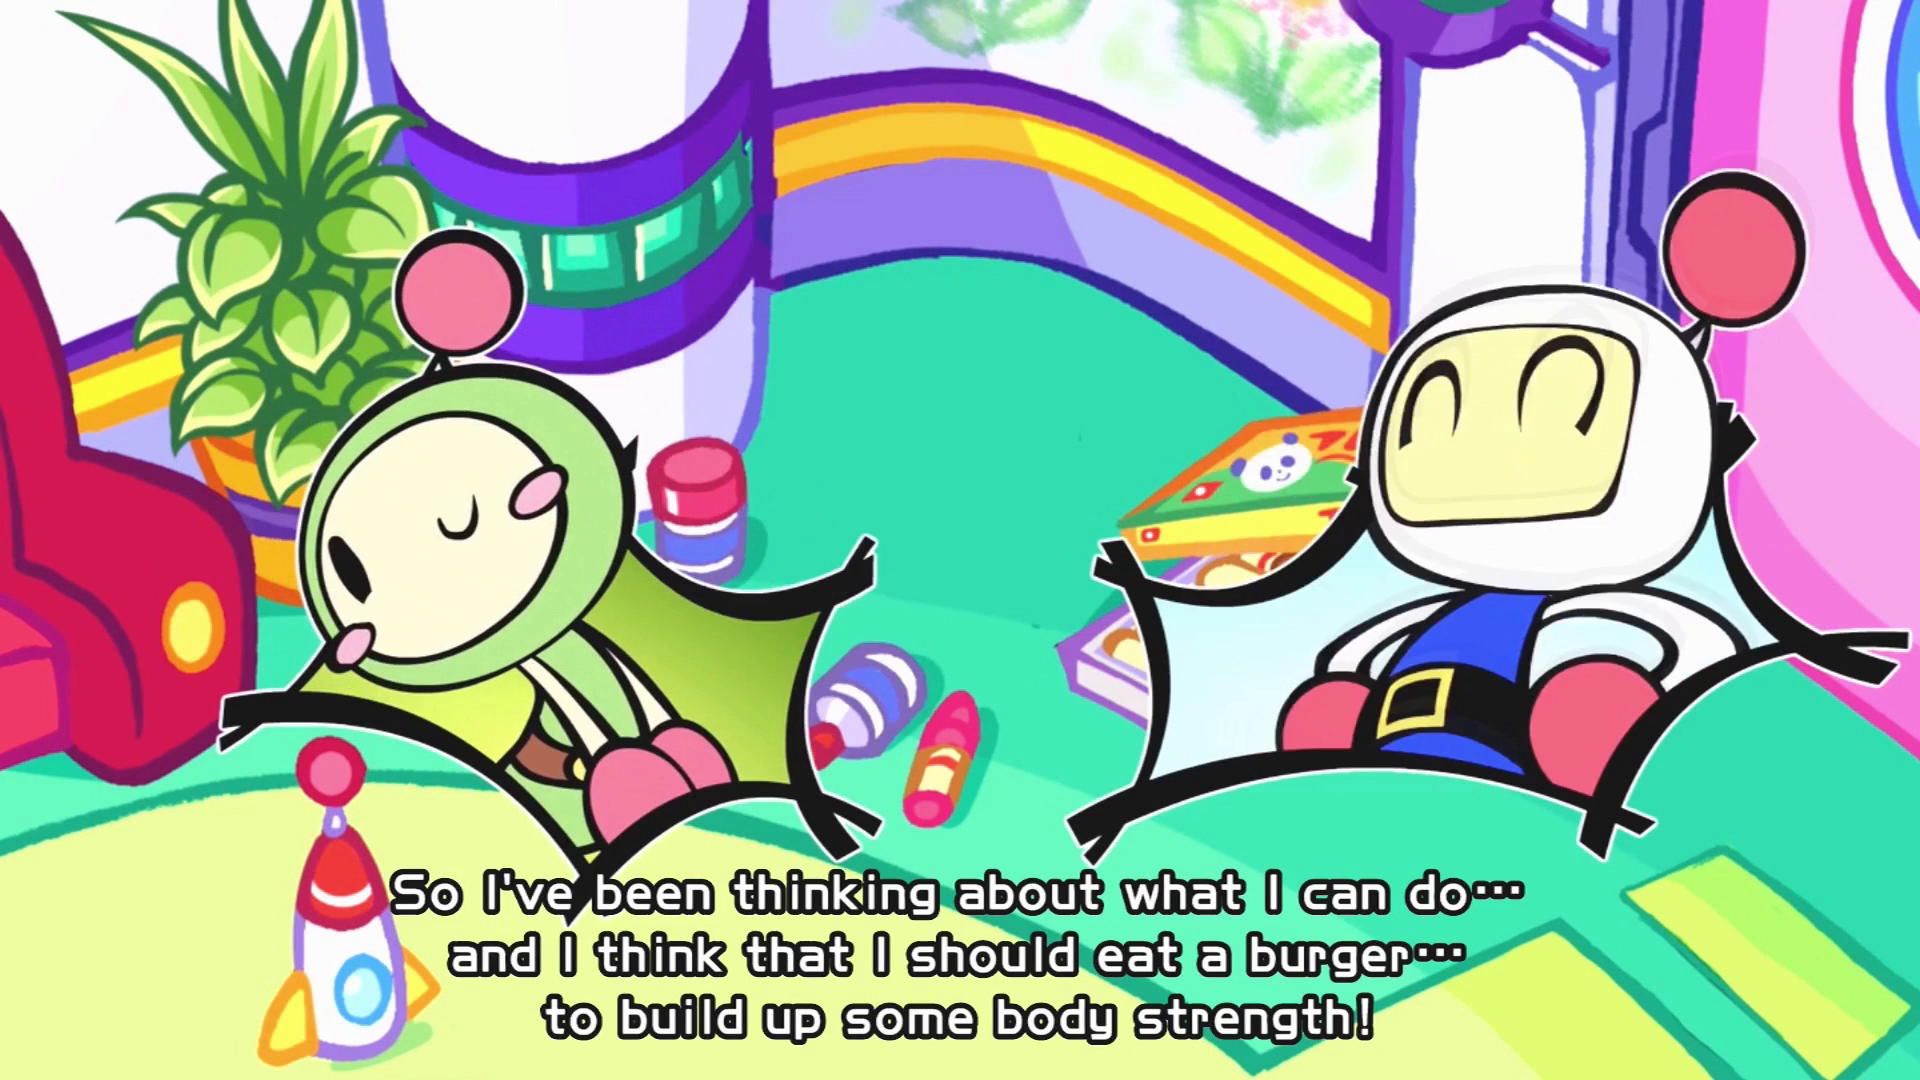 So I've been thinking about what I can do…
and I think that I should eat a burger…
to build up some body strength!